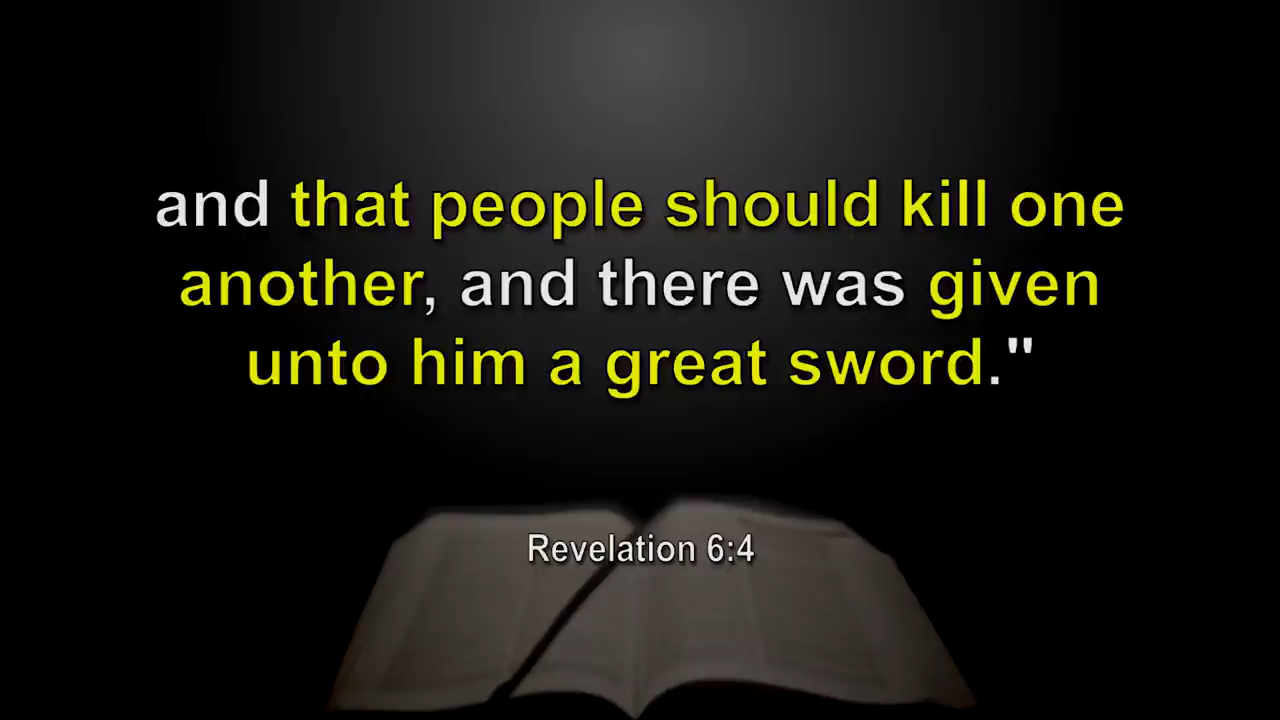 and that people should kill one
another, and there was given
unto him a great sword."
Revelation 6:4